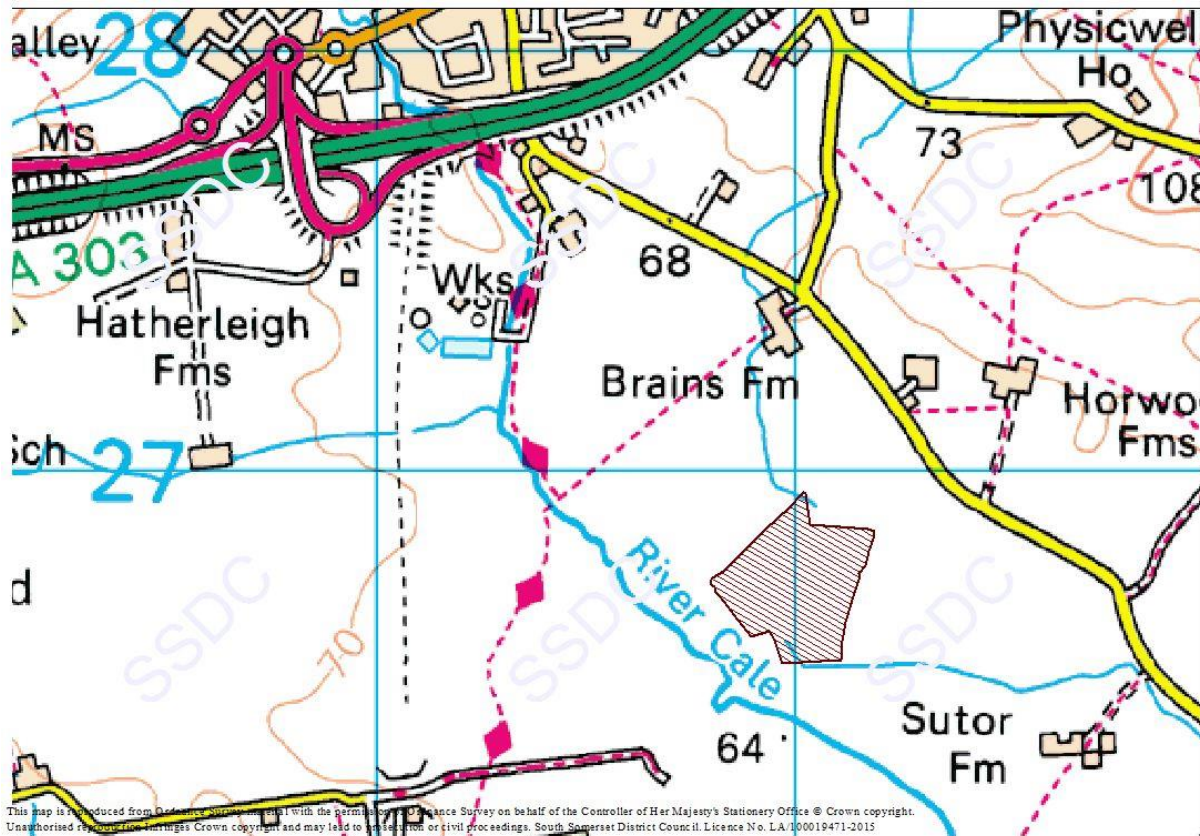 alley
28
Physicwel
Ho
MS
73
108
A 303
68
Wks
Hatherleigh
Fms
Brains Fm
Horwo
Fms
Sch
27
River Cale
d
70
Sutor
Fm
64
SSDC
SSDC
SSDC
SSDC
SSDC
SSDC
This map is reproduced from Ordnance Survey material with the permission of Ordnance Survey on behalf of the Controller of Her Majesty's Stationery Office © Crown copyright.
Unauthorised reproduction infringes Crown copyright and may lead to prosecution or civil proceedings. South Somerset District Council. Licence No. LA/100019471-2015